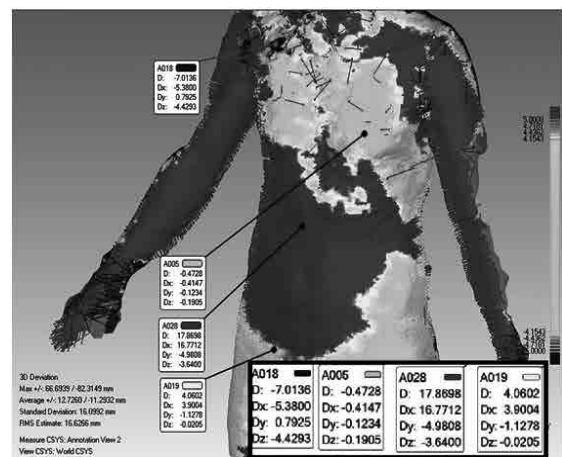 A018
D: -7.0136
Dx: -5.3800
Dy: 0.7925
Dz: -4.4293
5.0000
4.1543
A005
D: -0.4728
Dx: -0.4147
Dy: -0.1234
Dz: -0.1905
A028
D: 17.8698
Dx: 16.7712
Dy: -4.9808
Dz: -3.6400
A019
D: 4.0602
Dx: 3.9004
Dy: -1.1278
Dz: -0.0205
-4.1543
3D Deviation
Max +/-: 66.6939 / -82.3149 mm
Average +/-: 12.7260 / -11.2932 mm
Standard Deviation: 16.0992 mm
RMS Estimate: 16.6266 mm
Measure CSYS: Annotation View 2
View CSYS: World CSYS
A018 A005 A028 A019
D: -7.0136 D: -0.4728 D: 17.8698 D: 4.0602
Dx: -5.3800 Dx: -0.4147 Dx: 16.7712 Dx: 3.9004
Dy: 0.7925 Dy: -0.1234 Dy: -4.9808 Dy: -1.1278
Dz: -4.4293 Dz: -0.1905 Dz: -3.6400 Dz: -0.0205